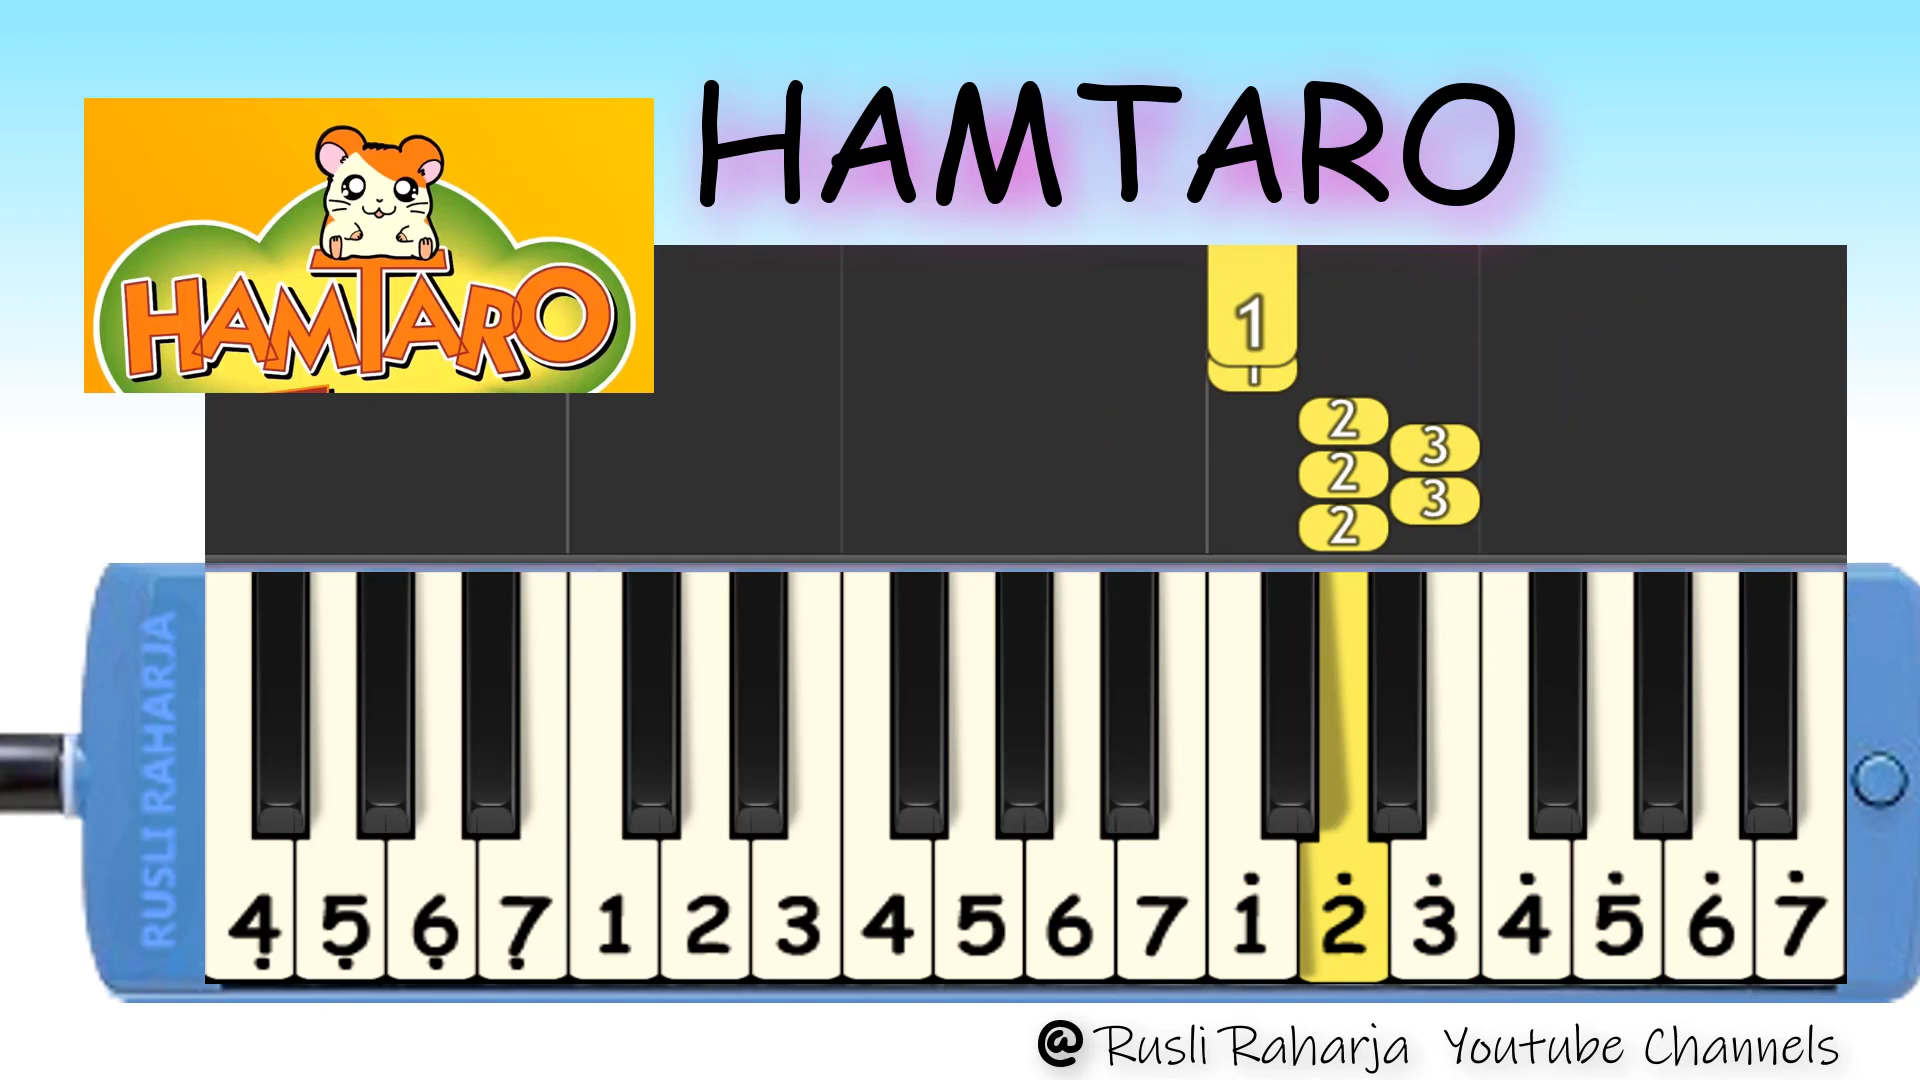 HAMTARO
HAMTARO
1
1
2
3
2
3
2
RUSLI RAHARJA
4̣ 5̣ 6̣ 7̣ 1 2 3 4 5 6 7 1̇ 2̇ 3̇ 4̇ 5̇ 6̇ 7̇
@ Rusli Raharja Youtube Channels